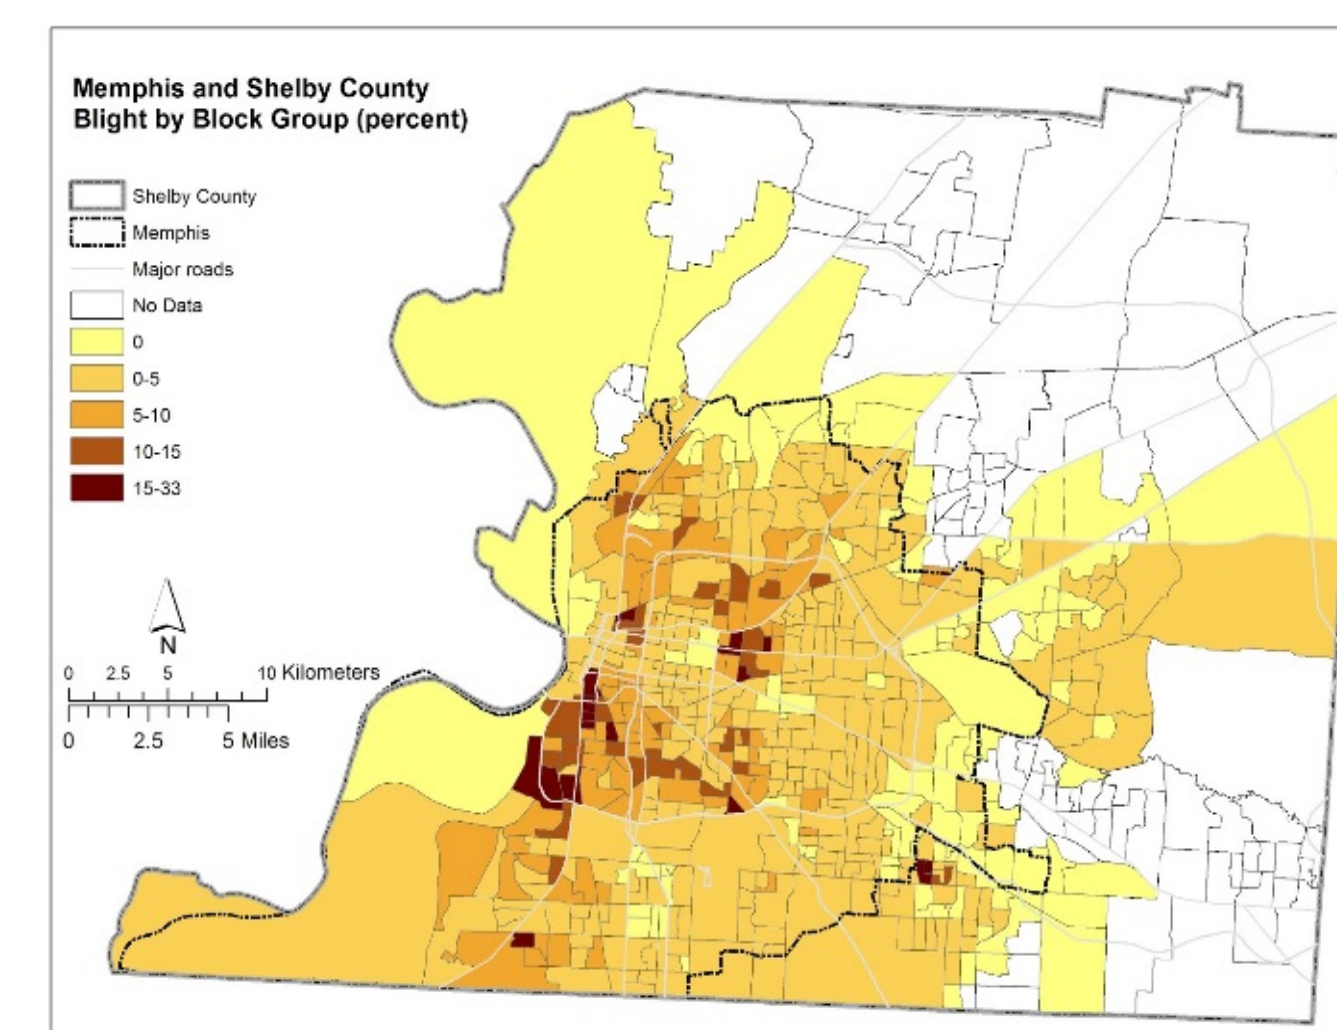 Memphis and Shelby County
Blight by Block Group (percent)
Shelby County
Memphis
Major roads
No Data
0
0-5
5-10
10-15
15-33
N
0 2.5 5 10 Kilometers
0 2.5 5 Miles